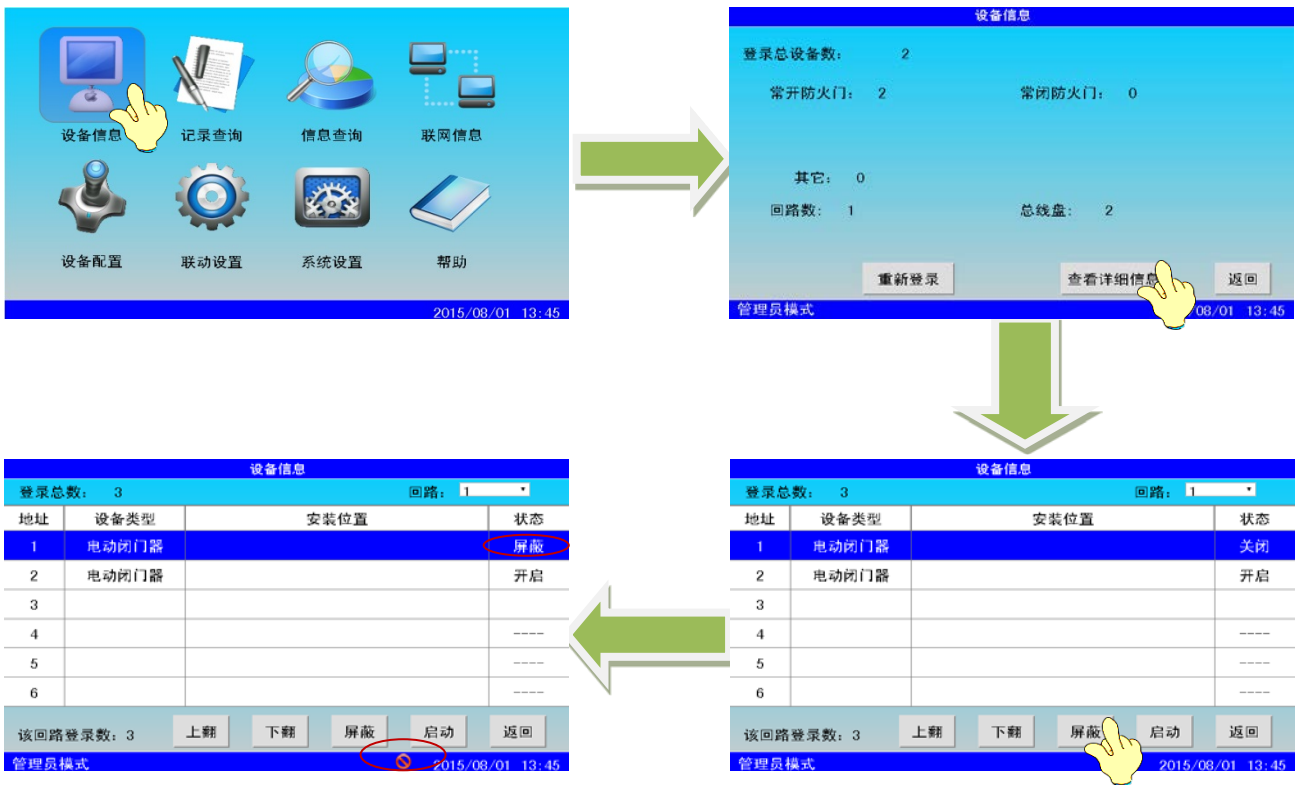 设备信息 记录查询 信息查询 联网信息
设备配置 联动设置 系统设置 帮助
2015/08/01 13:45
设备信息
登录总设备数: 2
常开防火门: 2 常闭防火门: 0
其它: 0
回路数: 1 总线盘: 2
重新登录 查看详细信息 返回
管理员模式 08/01 13:45
设备信息
登录总数: 3 回路: 1
地址 设备类型 安装位置 状态
1 电动闭门器 屏蔽
2 电动闭门器 开启
3
4 ----
5 ----
6 ----
该回路登录数: 3 上翻 下翻 屏蔽 启动 返回
管理员模式 2015/08/01 13:45
设备信息
登录总数: 3 回路: 1
地址 设备类型 安装位置 状态
1 电动闭门器 关闭
2 电动闭门器 开启
3
4 ----
5 ----
6 ----
该回路登录数: 3 上翻 下翻 屏蔽 启动 返回
管理员模式 2015/08/01 13:45